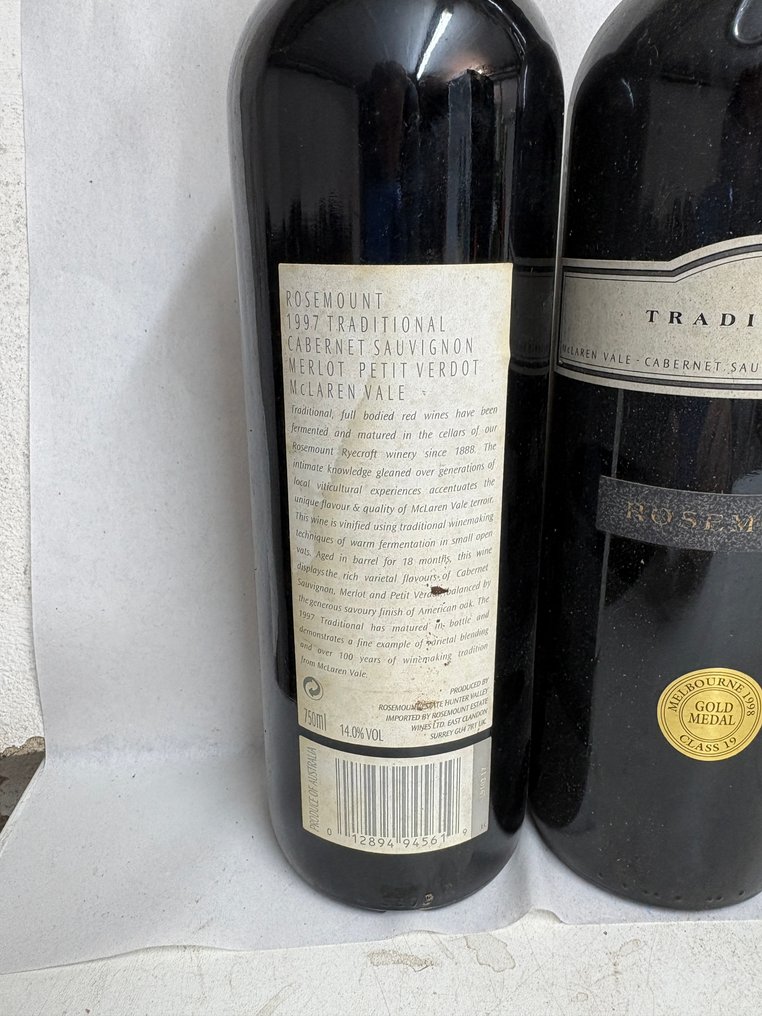 ROSEMOUNT
1997 TRADITIONAL
CABERNET SAUVIGNON
MERLOT PETIT VERDOT
McLAREN VALE
Traditional, full bodied red wines have been
fermented and matured in the cellars of our
Rosemount Ryecroft winery since 1888. The
intimate knowledge gleaned over generations of
local viticultural experiences accentuates the
unique flavour & quality of McLaren Vale terroir.
This wine is vinified using traditional winemaking
techniques of warm fermentation in small open
vats. Aged in barrel for 18 months, this wine
displays the rich varietal flavours of Cabernet
Sauvignon, Merlot and Petit Verdot balanced by
the generous savoury finish of American oak. The
1997 Traditional has matured in bottle and
demonstrates a fine example of varietal blending
and over 100 years of winemaking tradition
from McLaren Vale.
PRODUCED BY
ROSEMOUNT ESTATE HUNTER VALLEY
IMPORTED BY ROSEMOUNT ESTATE
WINES LTD. EAST CLANDON
SURREY GU4 7RT UK
750ml 14.0% VOL
PRODUCE OF AUSTRALIA
0 12894 94561 9
TRADI
McLAREN VALE - CABERNET SAU
ROSEM
MELBOURNE 1998
GOLD
MEDAL
CLASS 19